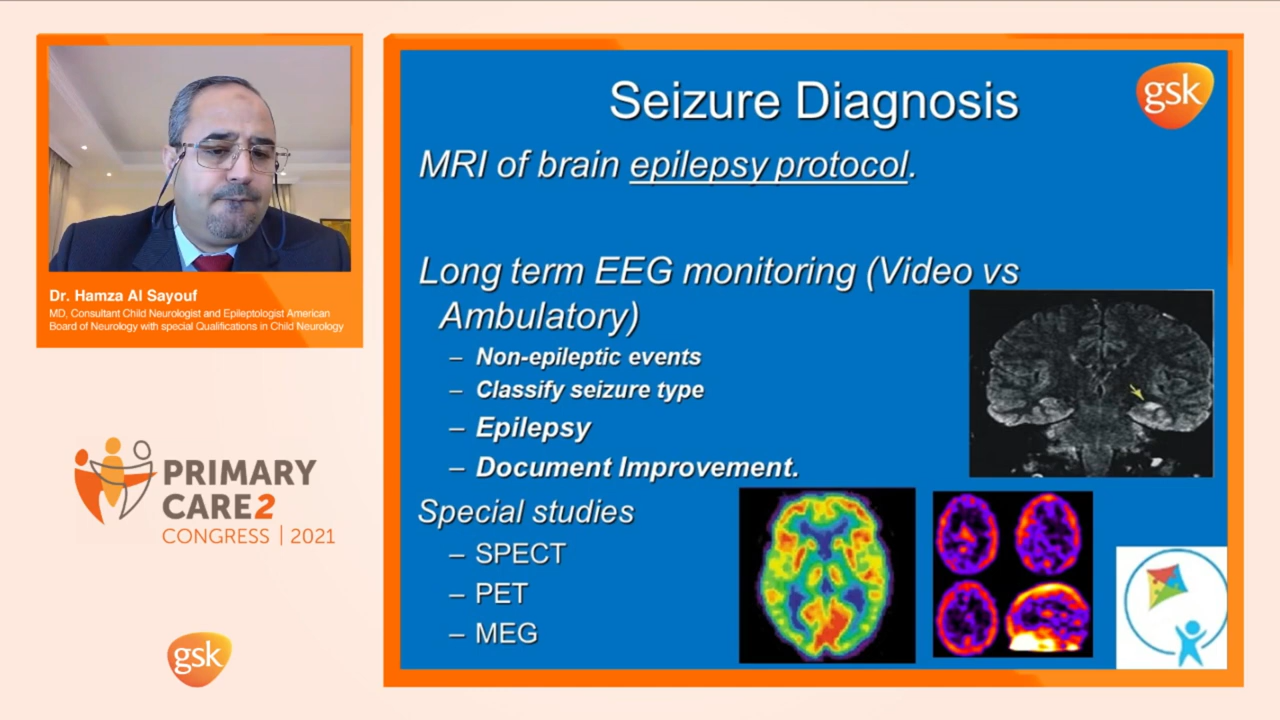 Dr. Hamza Al Sayouf
MD, Consultant Child Neurologist and Epileptologist American
Board of Neurology with special Qualifications in Child Neurology
PRIMARY
CARE2
CONGRESS | 2021
gsk
Seizure Diagnosis
gsk
MRI of brain epilepsy protocol.
Long term EEG monitoring (Video vs
Ambulatory)
– Non-epileptic events
– Classify seizure type
– Epilepsy
– Document Improvement.
Special studies
– SPECT
– PET
– MEG